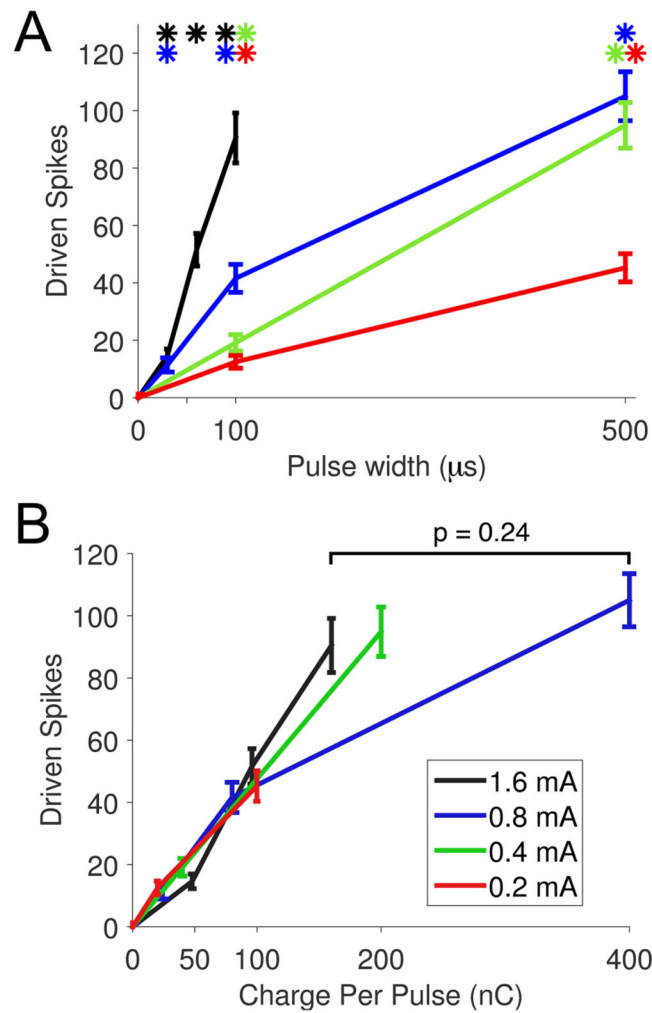 A
120
100
80
60
40
20
0
Driven Spikes
0 100 500
Pulse width (μs)
B
p = 0.24
120
100
80
60
40
20
0
Driven Spikes
1.6 mA
0.8 mA
0.4 mA
0.2 mA
0 50 100 200 400
Charge Per Pulse (nC)